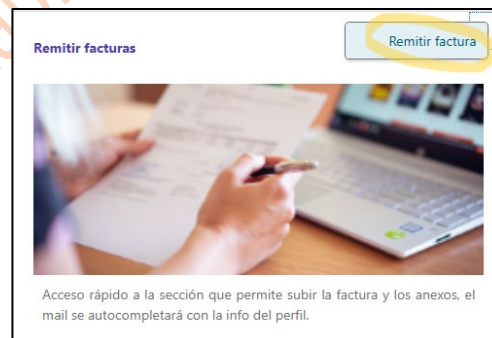 Remitir facturas
Remitir factura
Acceso rápido a la sección que permite subir la factura y los anexos, el
mail se autocompletará con la info del perfil.